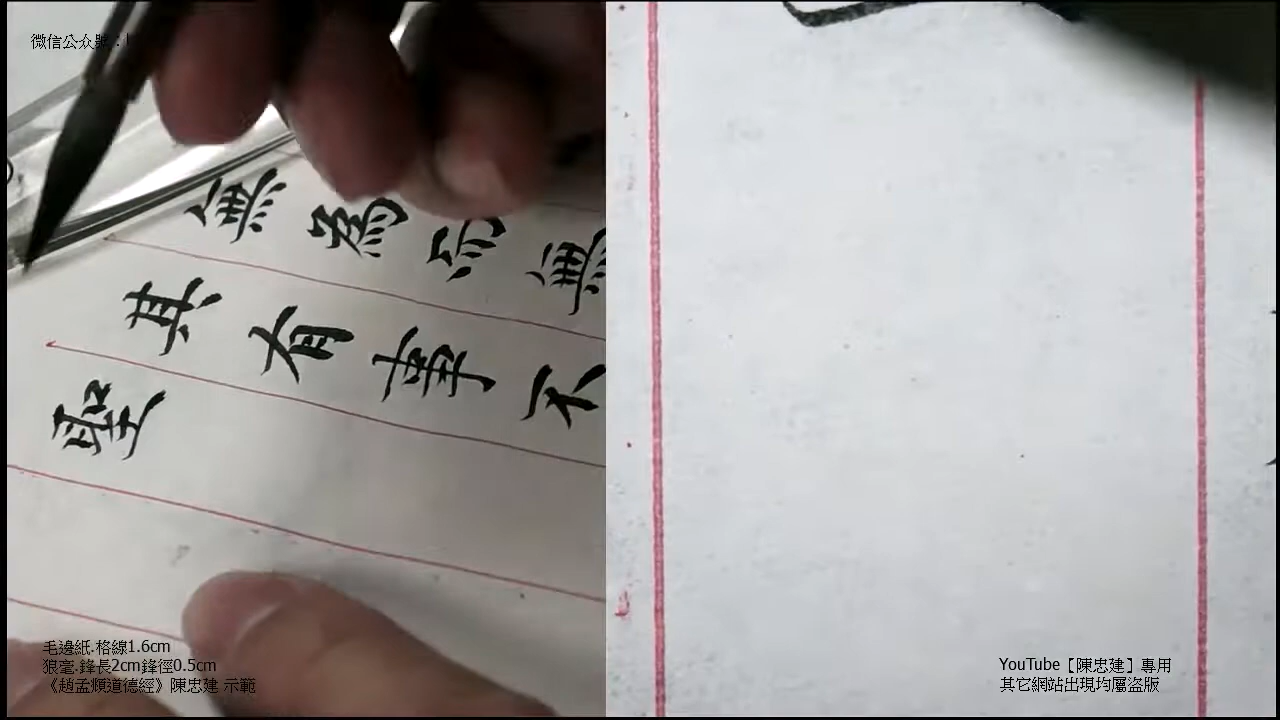 微信公众號:
無為而無
其有事不
聖
毛邊紙.格線1.6cm
狼毫.鋒長2cm鋒徑0.5cm
《趙孟頫道德經》陳忠建 示範
YouTube［陳忠建］專用
其它網站出現均屬盜版